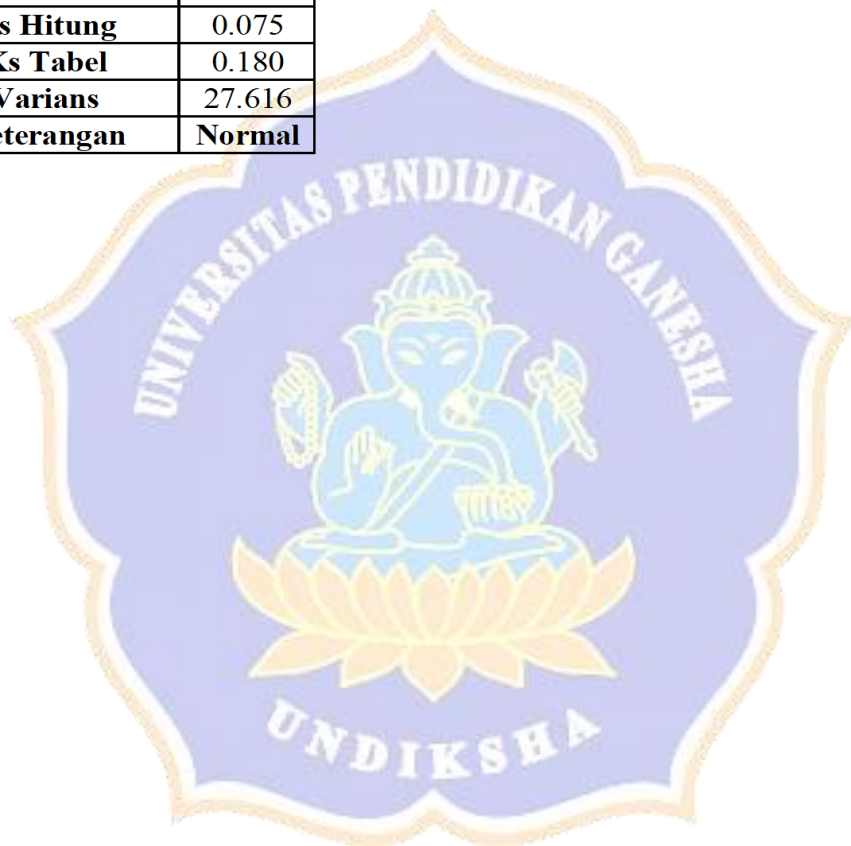 s Hitung 0.075
Ks Tabel 0.180
Varians 27.616
eterangan Normal
UNIVERSITAS PENDIDIKAN GANESHA
UNDIKSHA